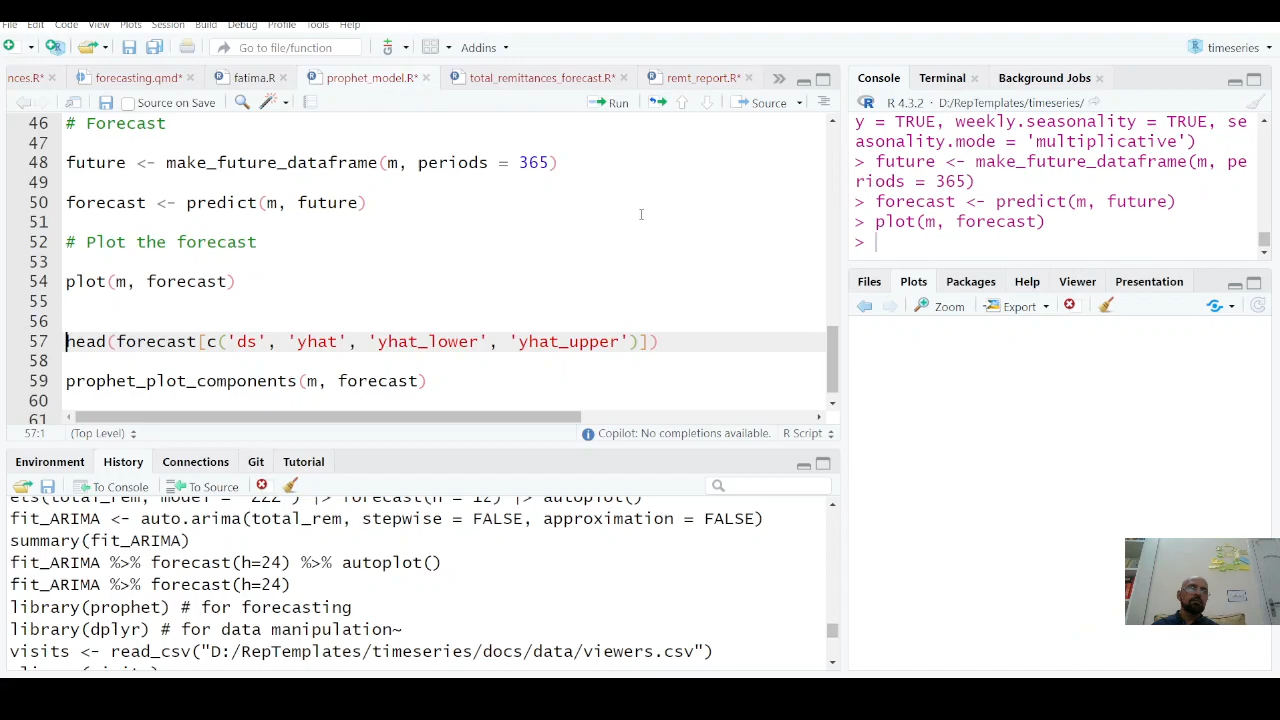 File Edit Code View Plots Session Build Debug Profile Tools Help
Go to file/function
Addins
timeseries
nces.R*
forecasting.qmd*
fatima.R
prophet_model.R*
total_remittances_forecast.R*
remt_report.R*
Source on Save
Run
Source
46 # Forecast
47
48 future <- make_future_dataframe(m, periods = 365)
49
50 forecast <- predict(m, future)
51
52 # Plot the forecast
53
54 plot(m, forecast)
55
56
57 head(forecast[c('ds', 'yhat', 'yhat_lower', 'yhat_upper')])
58
59 prophet_plot_components(m, forecast)
60
61
57:1 (Top Level) Copilot: No completions available. R Script
Environment History Connections Git Tutorial
To Console To Source
ets(total_rem, model = "ZZZ") |> forecast(h = 12) |> autoplot()
fit_ARIMA <- auto.arima(total_rem, stepwise = FALSE, approximation = FALSE)
summary(fit_ARIMA)
fit_ARIMA %>% forecast(h=24) %>% autoplot()
fit_ARIMA %>% forecast(h=24)
library(prophet) # for forecasting
library(dplyr) # for data manipulation~
visits <- read_csv("D:/RepTemplates/timeseries/docs/data/viewers.csv")
Console Terminal Background Jobs
R 4.3.2 · D:/RepTemplates/timeseries/
y = TRUE, weekly.seasonality = TRUE, se
asonality.mode = 'multiplicative')
> future <- make_future_dataframe(m, pe
riods = 365)
> forecast <- predict(m, future)
> plot(m, forecast)
>
Files Plots Packages Help Viewer Presentation
Zoom Export